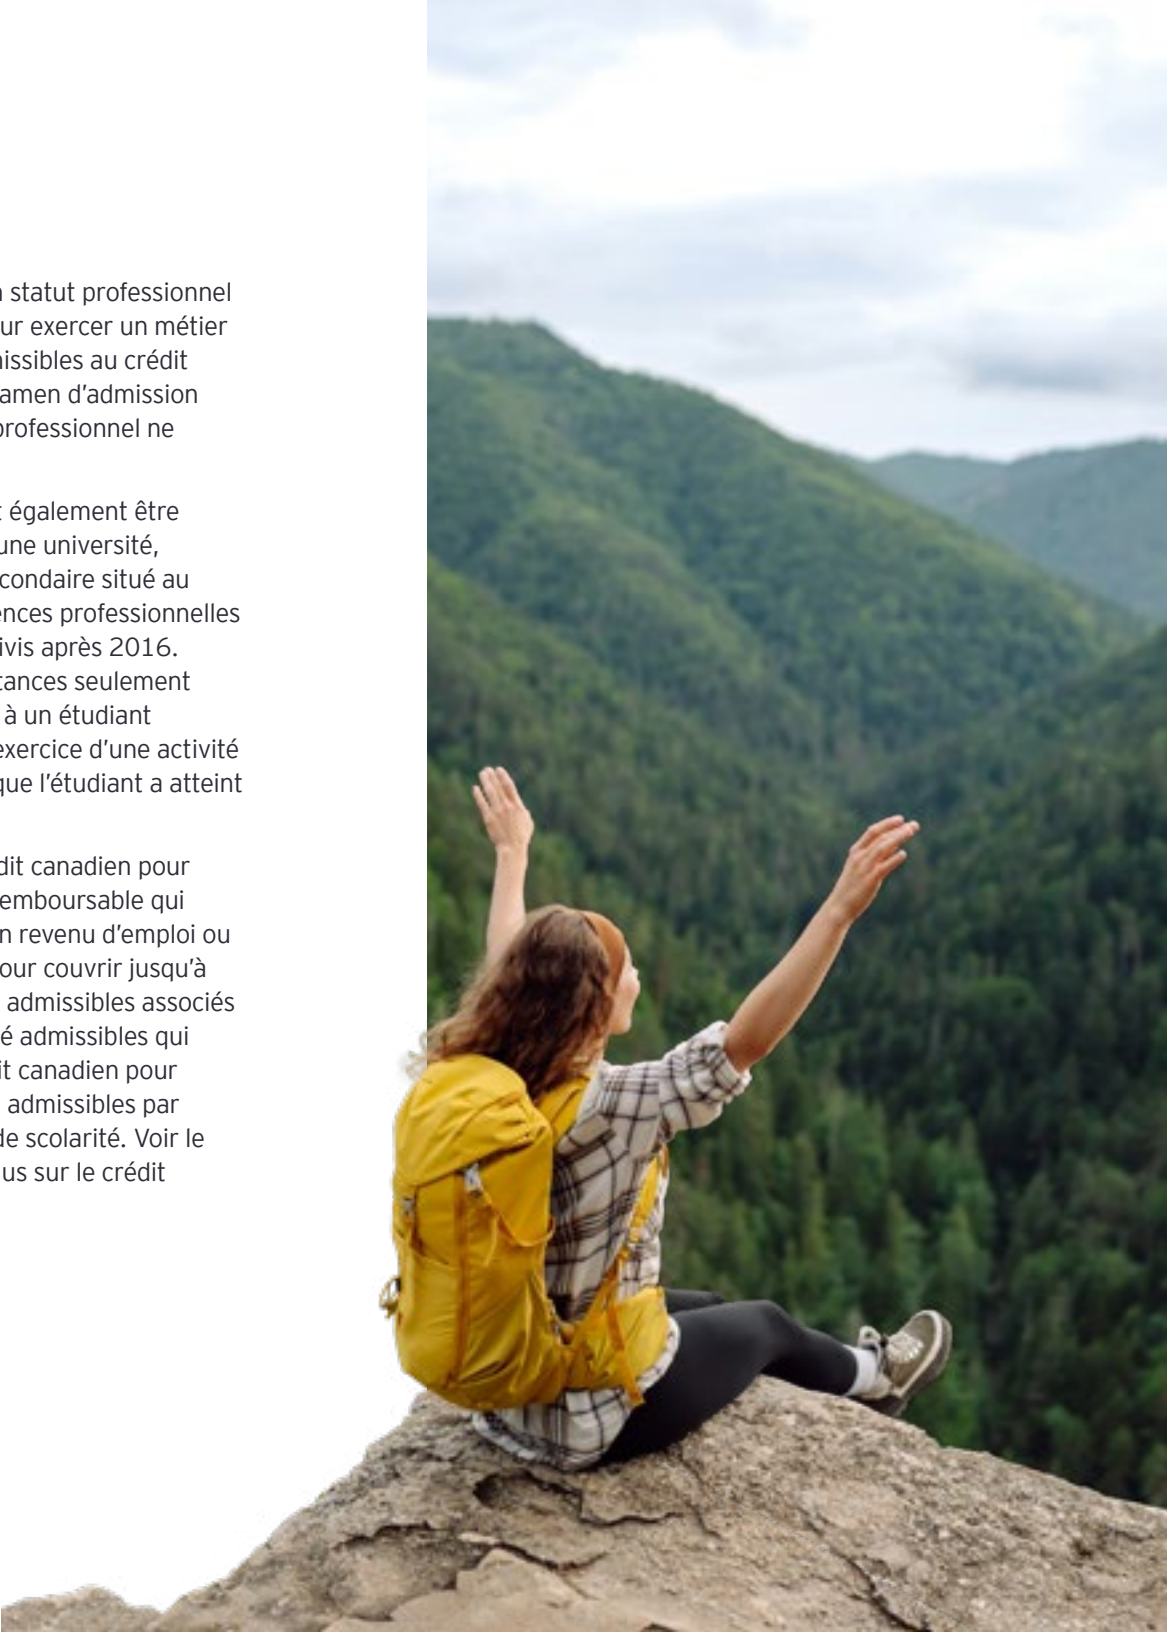 statut professionnel
ur exercer un métier
issibles au crédit
amen d’admission
professionnel ne
également être
une université,
condaire situé au
ences professionnelles
ivis après 2016.
tances seulement
à un étudiant
exercice d’une activité
que l’étudiant a atteint
dit canadien pour
emboursable qui
n revenu d’emploi ou
our couvrir jusqu’à
admissibles associés
é admissibles qui
it canadien pour
admissibles par
de scolarité. Voir le
us sur le crédit